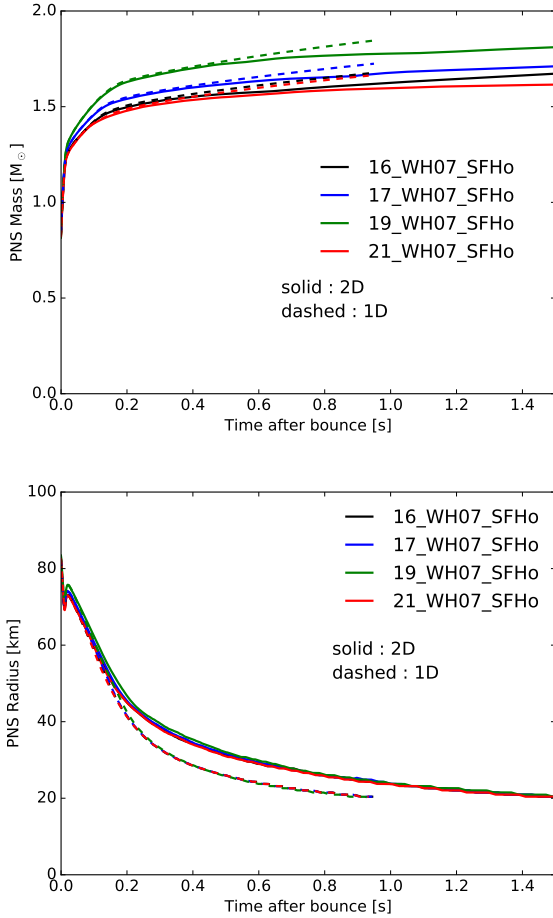 2.0
1.5
1.0
0.5
0.0
PNS Mass [M☉]
16_WH07_SFHo
17_WH07_SFHo
19_WH07_SFHo
21_WH07_SFHo
solid : 2D
dashed : 1D
0.0 0.2 0.4 0.6 0.8 1.0 1.2 1.4
Time after bounce [s]
100
80
60
40
20
0
PNS Radius [km]
16_WH07_SFHo
17_WH07_SFHo
19_WH07_SFHo
21_WH07_SFHo
solid : 2D
dashed : 1D
0.0 0.2 0.4 0.6 0.8 1.0 1.2 1.4
Time after bounce [s]